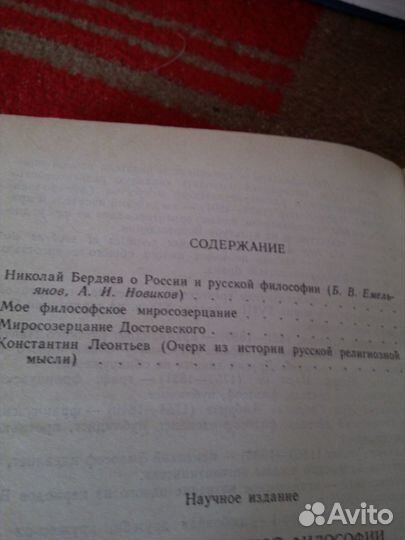 СОДЕРЖАНИЕ
Николай Бердяев о России и русской философии (Б. В. Емель-
янов, А. И. Новиков) . . . . . . . . . .
Мое философское миросозерцание . . . . . . . .
Миросозерцание Достоевского . . . . . . . . .
Константин Леонтьев (Очерк из истории русской религиозной
мысли) . . . . . . . . . . . . . .
Научное издание
ФИЛОСОФИИ
Avito